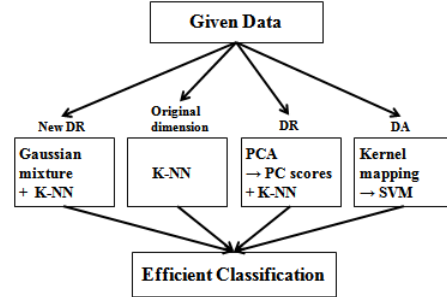 Given Data
New DR
Original
dimension
DR
DA
Gaussian
mixture
+ K-NN
K-NN
PCA
→ PC scores
+ K-NN
Kernel
mapping
→ SVM
Efficient Classification